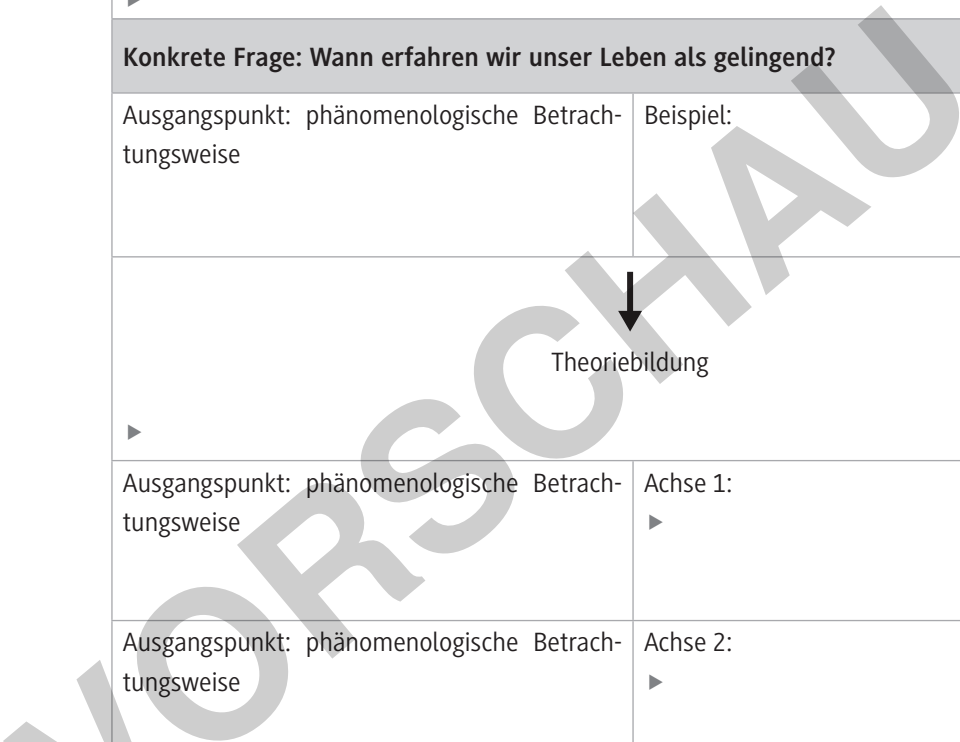 Konkrete Frage: Wann erfahren wir unser Leben als gelingend?
Ausgangspunkt: phänomenologische Betrach-
tungsweise
Beispiel:
Theoriebildung
Ausgangspunkt: phänomenologische Betrach-
tungsweise
Achse 1:
Ausgangspunkt: phänomenologische Betrach-
tungsweise
Achse 2:
VORSCHAU